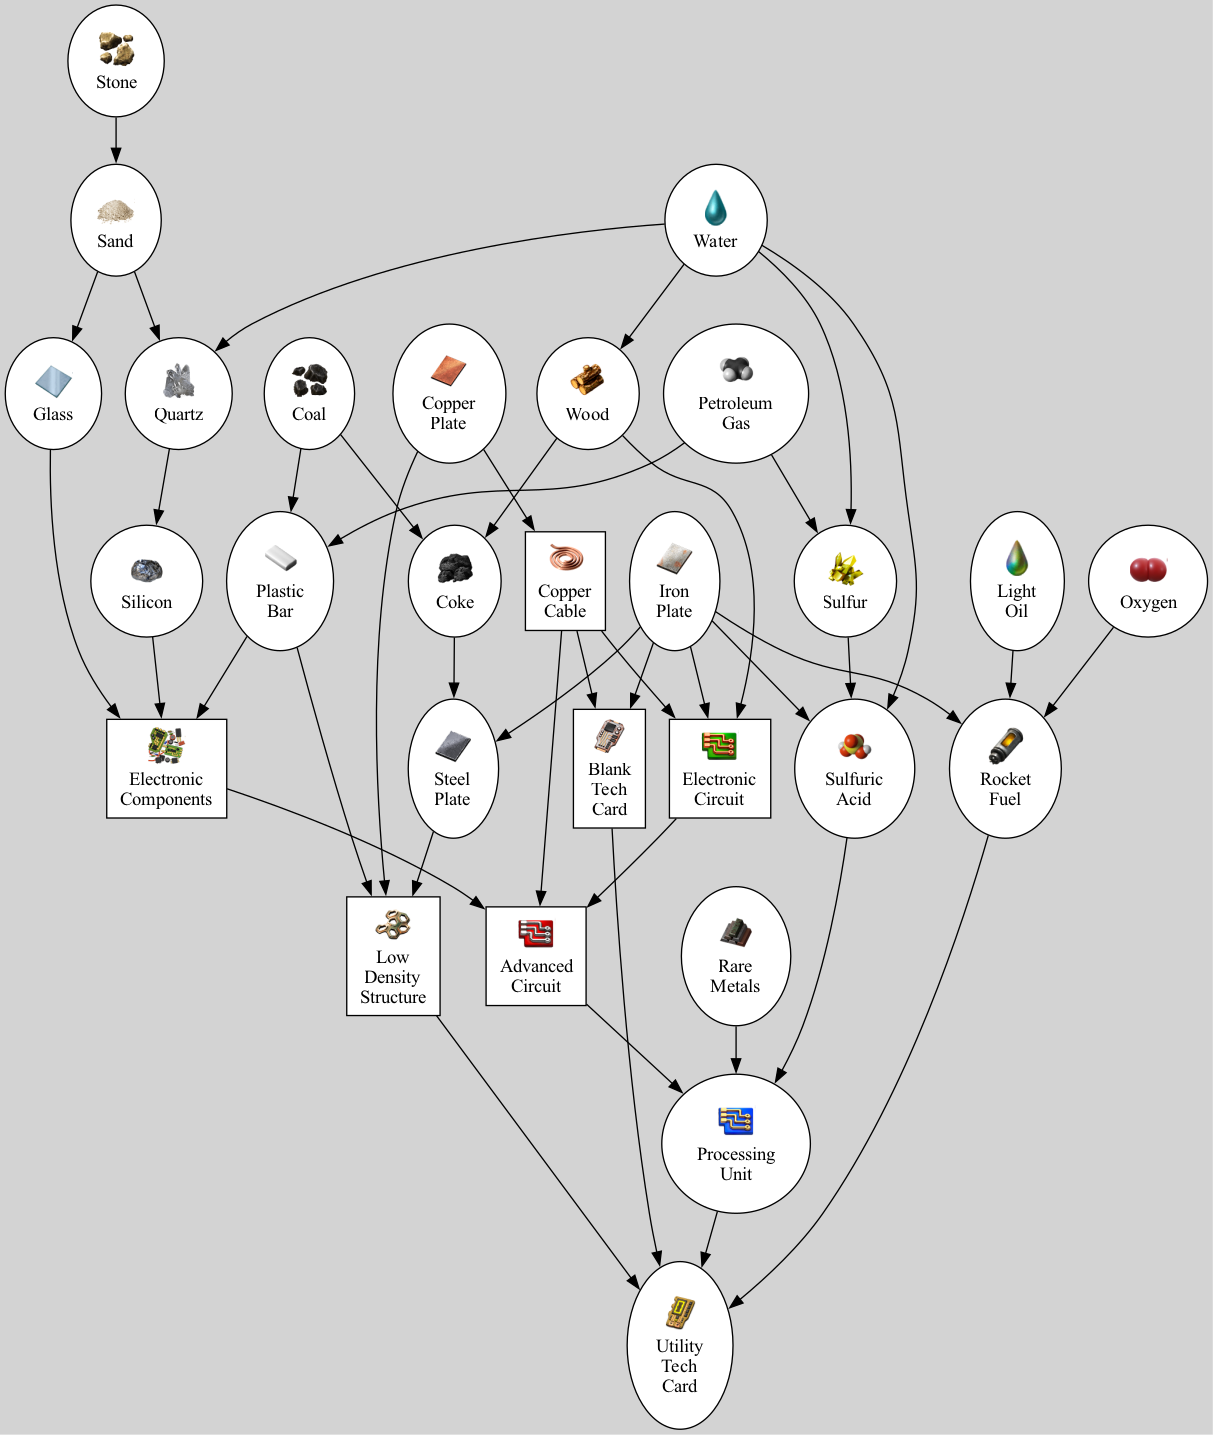 Stone
Sand
Water
Glass
Quartz
Coal
Copper
Plate
Wood
Petroleum
Gas
Silicon
Plastic
Bar
Coke
Copper
Cable
Iron
Plate
Sulfur
Light
Oil
Oxygen
Electronic
Components
Steel
Plate
Blank
Tech
Card
Electronic
Circuit
Sulfuric
Acid
Rocket
Fuel
Low
Density
Structure
Advanced
Circuit
Rare
Metals
Processing
Unit
Utility
Tech
Card